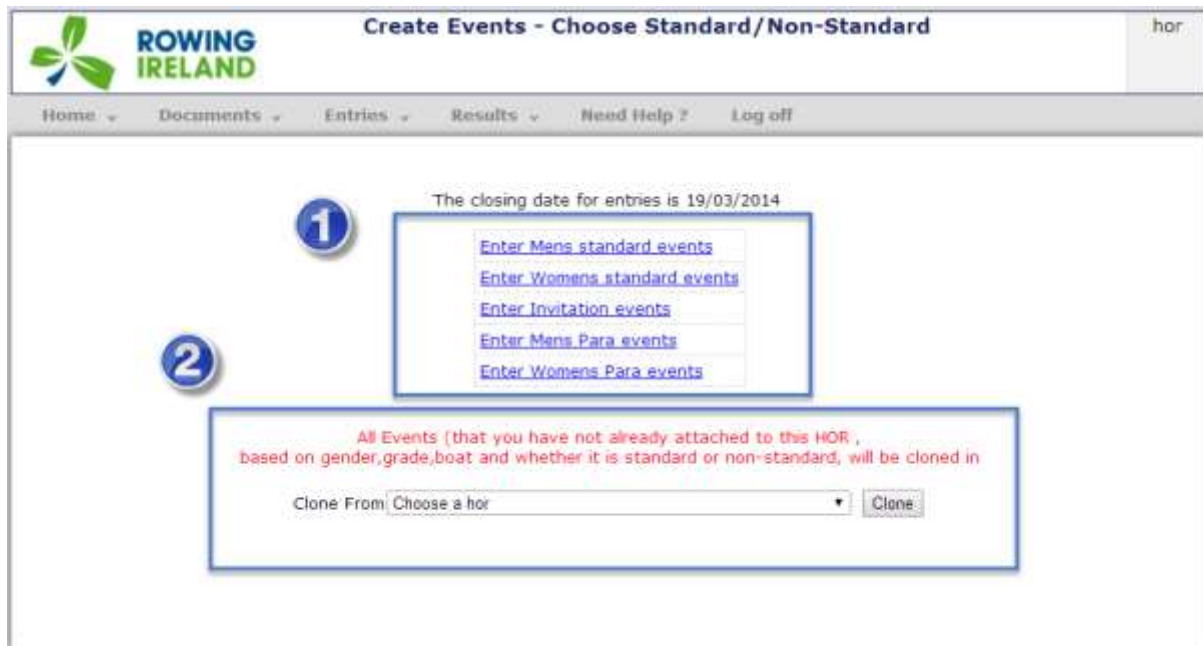 ROWING
IRELAND
Create Events - Choose Standard/Non-Standard
hor
Home Documents Entries Results Need Help ? Log off
The closing date for entries is 19/03/2014
1
Enter Mens standard events
Enter Womens standard events
Enter Invitation events
Enter Mens Para events
Enter Womens Para events
2
All Events (that you have not already attached to this HOR ,
based on gender,grade,boat and whether it is standard or non-standard, will be cloned in
Clone From Choose a hor Clone